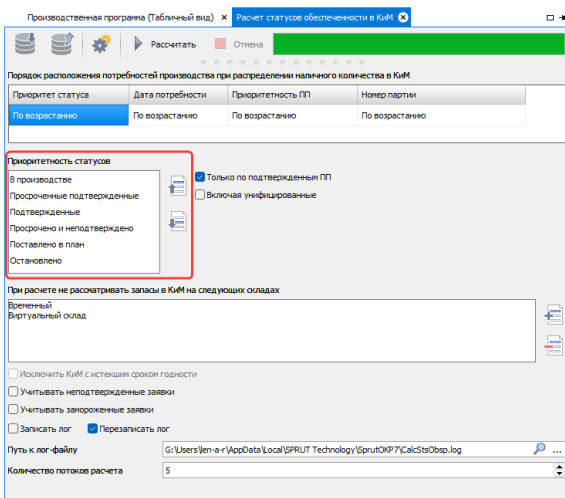 Производственная программа (Табличный вид) × Расчет статусов обеспеченности в КиМ
Рассчитать Отмена
Порядок расположения потребностей производства при распределении наличного количества в КиМ
Приоритет статуса Дата потребности Приоритетность ПП Номер партии
По возрастанию По возрастанию По возрастанию По возрастанию
Приоритетность статусов
В производстве
Просроченные подтвержденные
Подтвержденные
Просрочено и неподтверждено
Поставлено в план
Остановлено
Только по подтвержденным ПП
Включая унифицированные
При расчете не рассматривать запасы в КиМ на следующих складах
Временный
Виртуальный склад
Исключить КиМ с истекшим сроком годности
Учитывать неподтвержденные заявки
Учитывать замороженные заявки
Записать лог Перезаписать лог
Путь к лог-файлу G:\Users\len-a-r\AppData\Local\SPRUT Technology\SprutOKP7\CalcStsObsp.log ...
Количество потоков расчета 5